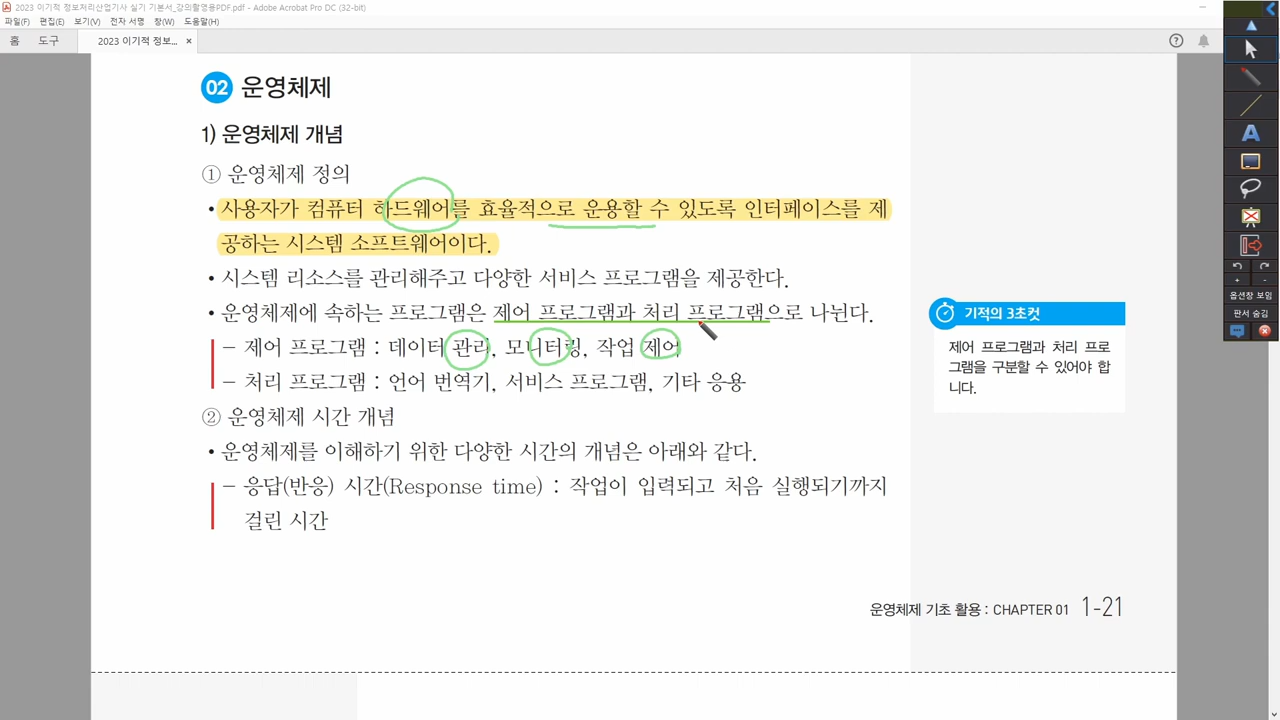 2023 이기적 정보처리산업기사 실기 기본서_강의촬영용PDF.pdf - Adobe Acrobat Pro DC (32-bit)
파일(F) 편집(E) 보기(V) 전자 서명 창(W) 도움말(H)
홈 도구 2023 이기적 정보... ×
02 운영체제
1) 운영체제 개념
① 운영체제 정의
• 사용자가 컴퓨터 하드웨어를 효율적으로 운용할 수 있도록 인터페이스를 제
공하는 시스템 소프트웨어이다.
• 시스템 리소스를 관리해주고 다양한 서비스 프로그램을 제공한다.
• 운영체제에 속하는 프로그램은 제어 프로그램과 처리 프로그램으로 나뉜다.
– 제어 프로그램 : 데이터 관리, 모니터링, 작업 제어
– 처리 프로그램 : 언어 번역기, 서비스 프로그램, 기타 응용
② 운영체제 시간 개념
• 운영체제를 이해하기 위한 다양한 시간의 개념은 아래와 같다.
– 응답(반응) 시간(Response time) : 작업이 입력되고 처음 실행되기까지
걸린 시간
기적의 3초컷
제어 프로그램과 처리 프로
그램을 구분할 수 있어야 합
니다.
운영체제 기초 활용 : CHAPTER 01 1-21
A
+ -
옵션창 보임
판서 숨김